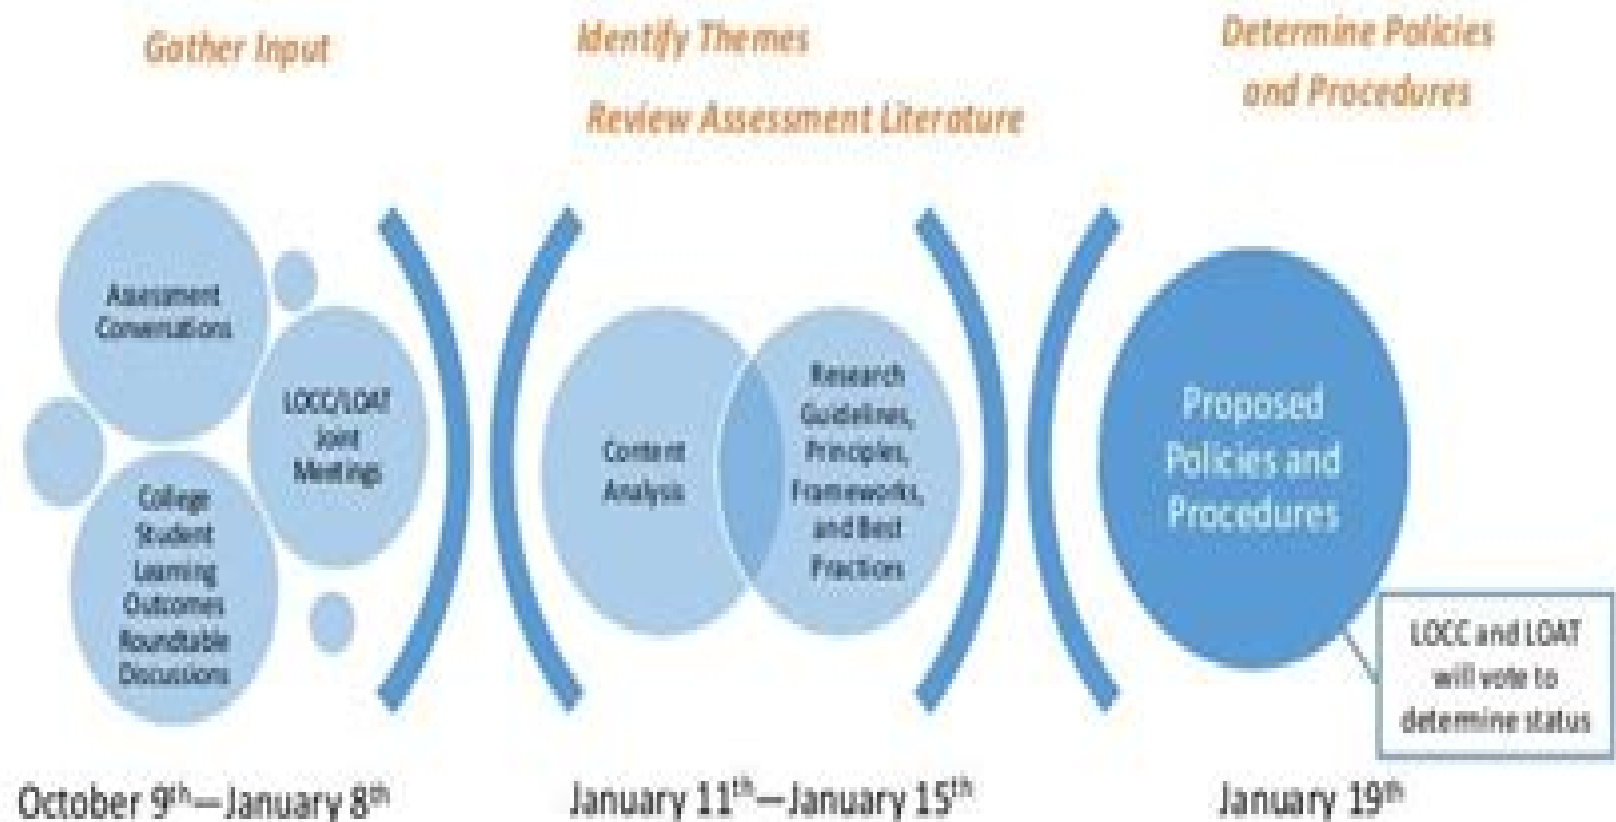 Gather Input
Identify Themes
Review Assessment Literature
Determine Policies
and Procedures
Assessment
Conversations
LOCC/LOAT
Joint
Meetings
College
Student
Learning
Outcomes
Roundtable
Discussions
Content
Analysis
Research
Guidelines,
Principles,
Frameworks,
and Best
Practices
Proposed
Policies and
Procedures
LOCC and LOAT
will vote to
determine status
October 9th—January 8th
January 11th—January 15th
January 19th